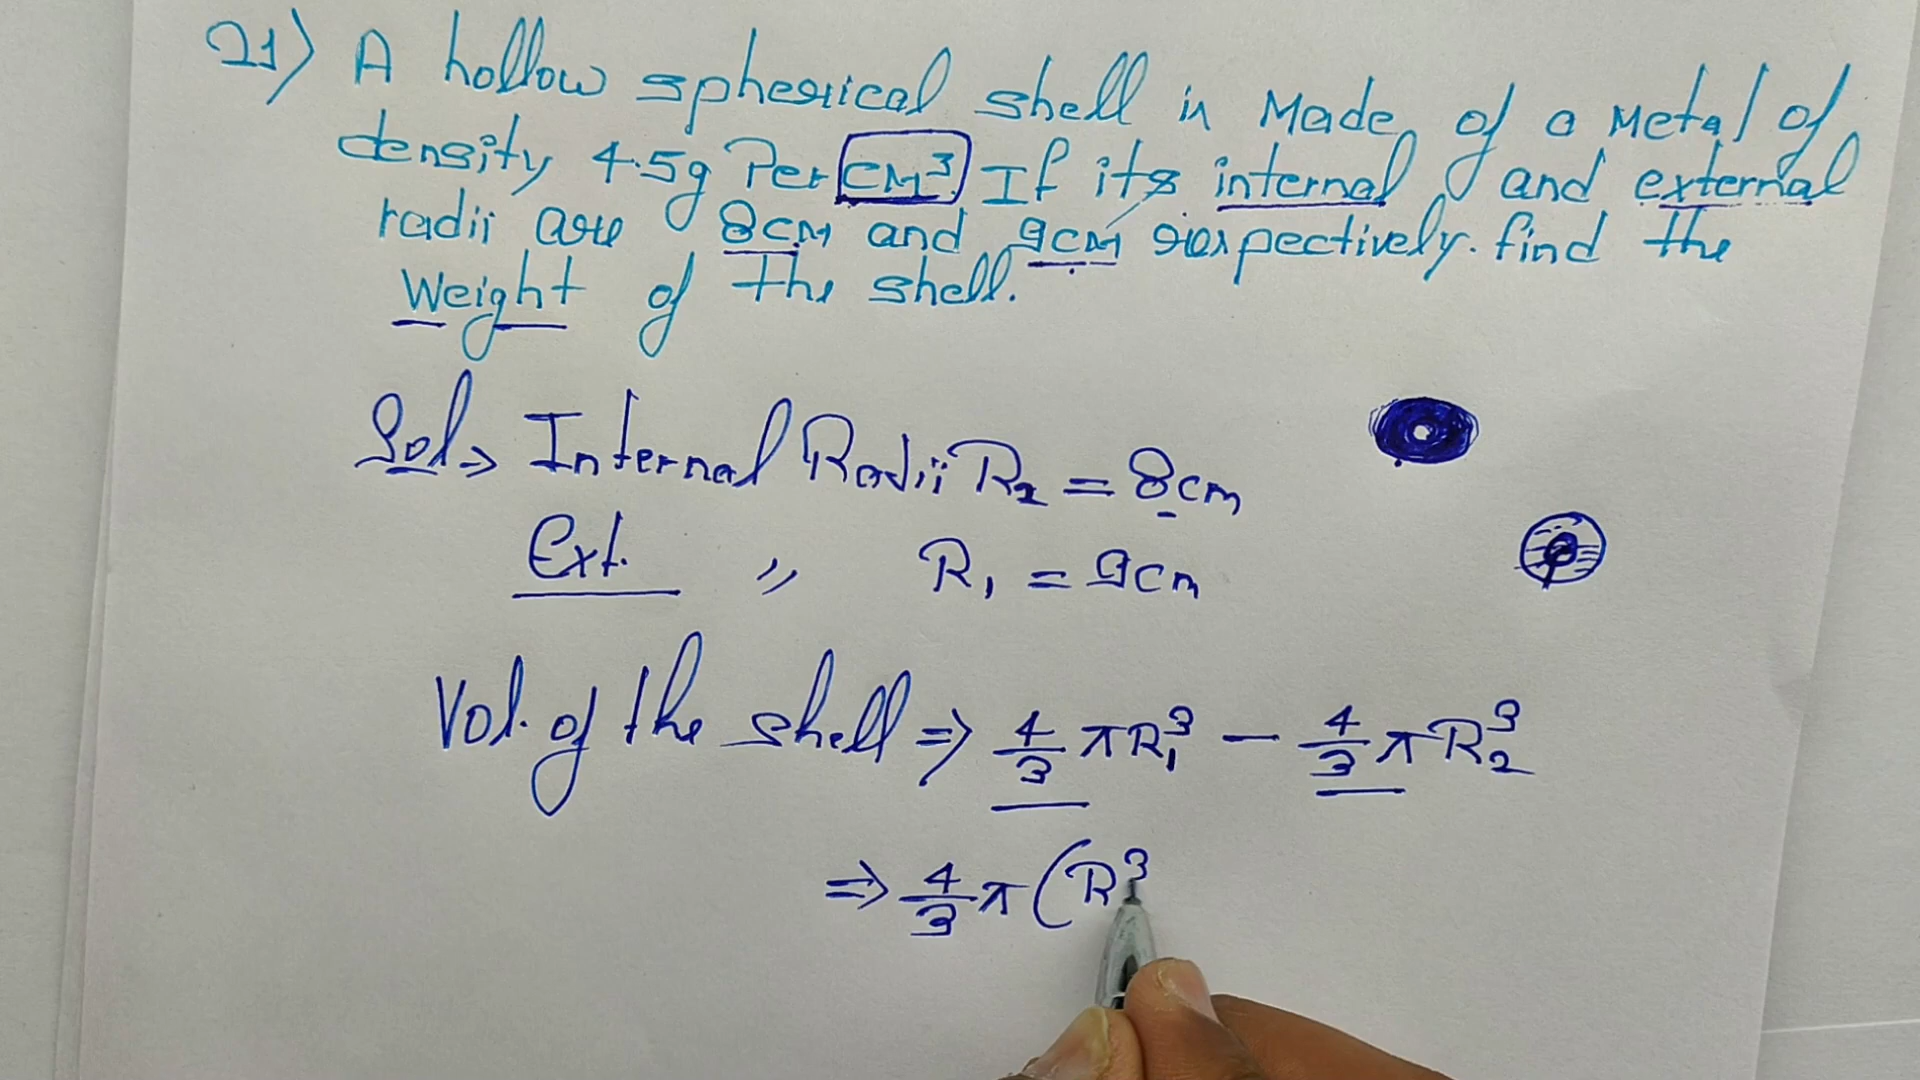 21) A hollow spherical shell is Made of a Metal of
density 4.5g Per CM³. If its internal and external
radii are 8CM and 9CM respectively. find the
Weight of the shell.
Sol⇒ Internal Radii R₂ = 8cm
Ext. 〃 R₁ = 9cm
Vol. of the shell ⇒ 4/3 πR₁³ − 4/3 πR₂³
⇒ 4/3 π (R³